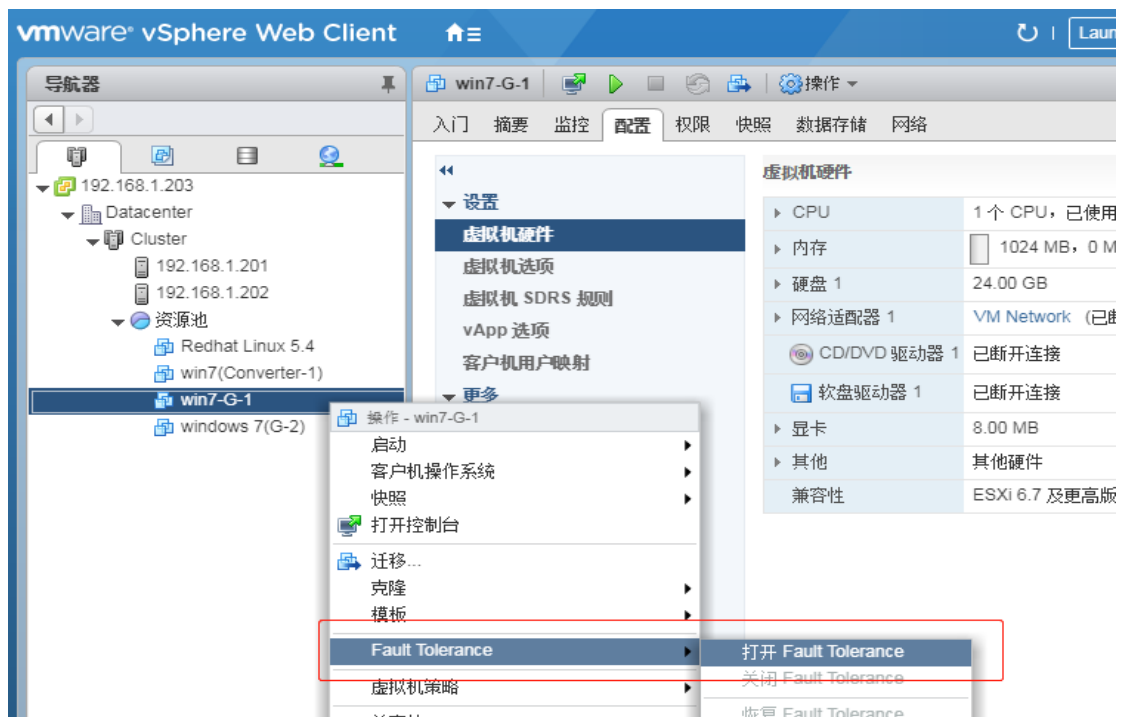 vmware® vSphere Web Client
Laun
导航器
win7-G-1
操作
入门 摘要 监控 配置 权限 快照 数据存储 网络
192.168.1.203
Datacenter
Cluster
192.168.1.201
192.168.1.202
资源池
Redhat Linux 5.4
win7(Converter-1)
win7-G-1
windows 7(G-2)
设置
虚拟机硬件
虚拟机选项
虚拟机 SDRS 规则
vApp 选项
客户机用户映射
更多
虚拟机硬件
CPU 1 个 CPU，已使用
内存 1024 MB，0 M
硬盘 1 24.00 GB
网络适配器 1 VM Network (已断
CD/DVD 驱动器 1 已断开连接
软盘驱动器 1 已断开连接
显卡 8.00 MB
其他 其他硬件
兼容性 ESXi 6.7 及更高版
操作 - win7-G-1
启动
客户机操作系统
快照
打开控制台
迁移...
克隆
模板
Fault Tolerance
虚拟机策略
打开 Fault Tolerance
关闭 Fault Tolerance
恢复 Fault Tolerance